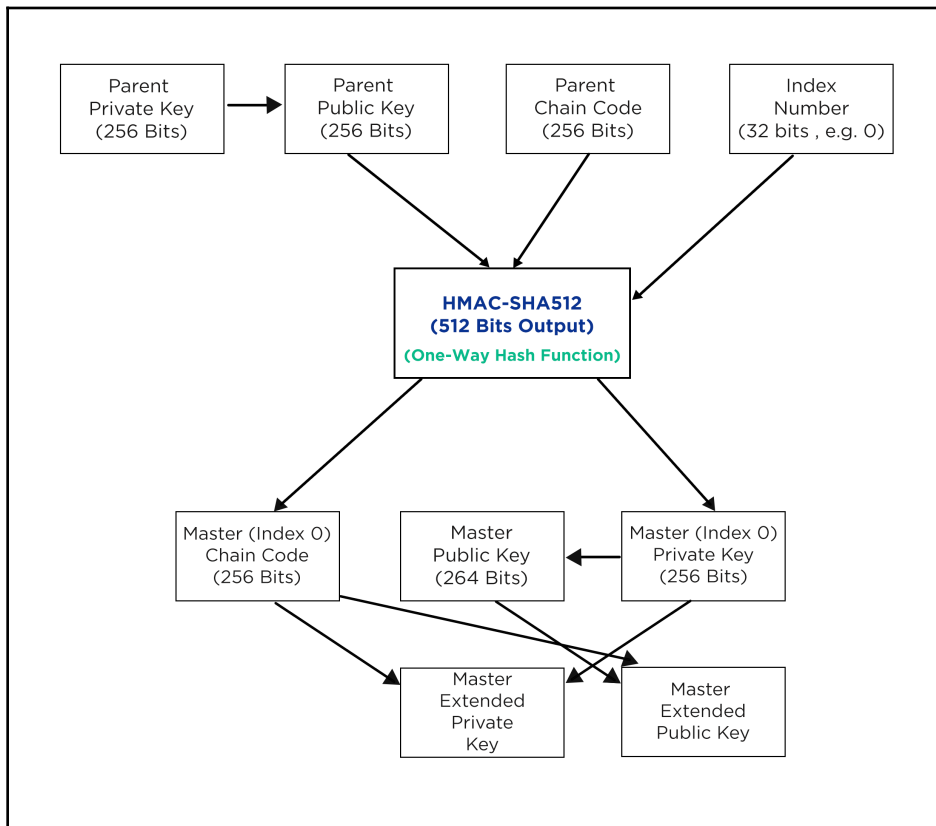 Parent
Private Key
(256 Bits)
Parent
Public Key
(256 Bits)
Parent
Chain Code
(256 Bits)
Index
Number
(32 bits , e.g. 0)
HMAC-SHA512
(512 Bits Output)
(One-Way Hash Function)
Master (Index 0)
Chain Code
(256 Bits)
Master
Public Key
(264 Bits)
Master (Index 0)
Private Key
(256 Bits)
Master
Extended
Private
Key
Master
Extended
Public Key